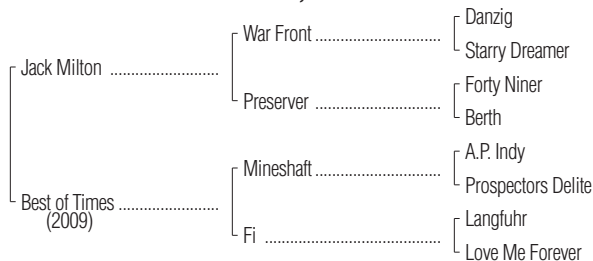 Danzig
War Front ........................................
Starry Dreamer
Jack Milton ...................................
Forty Niner
Preserver ........................................
Berth
A.P. Indy
Mineshaft ........................................
Prospectors Delite
Best of Times ................................
(2009)
Langfuhr
Fi ........................................................
Love Me Forever